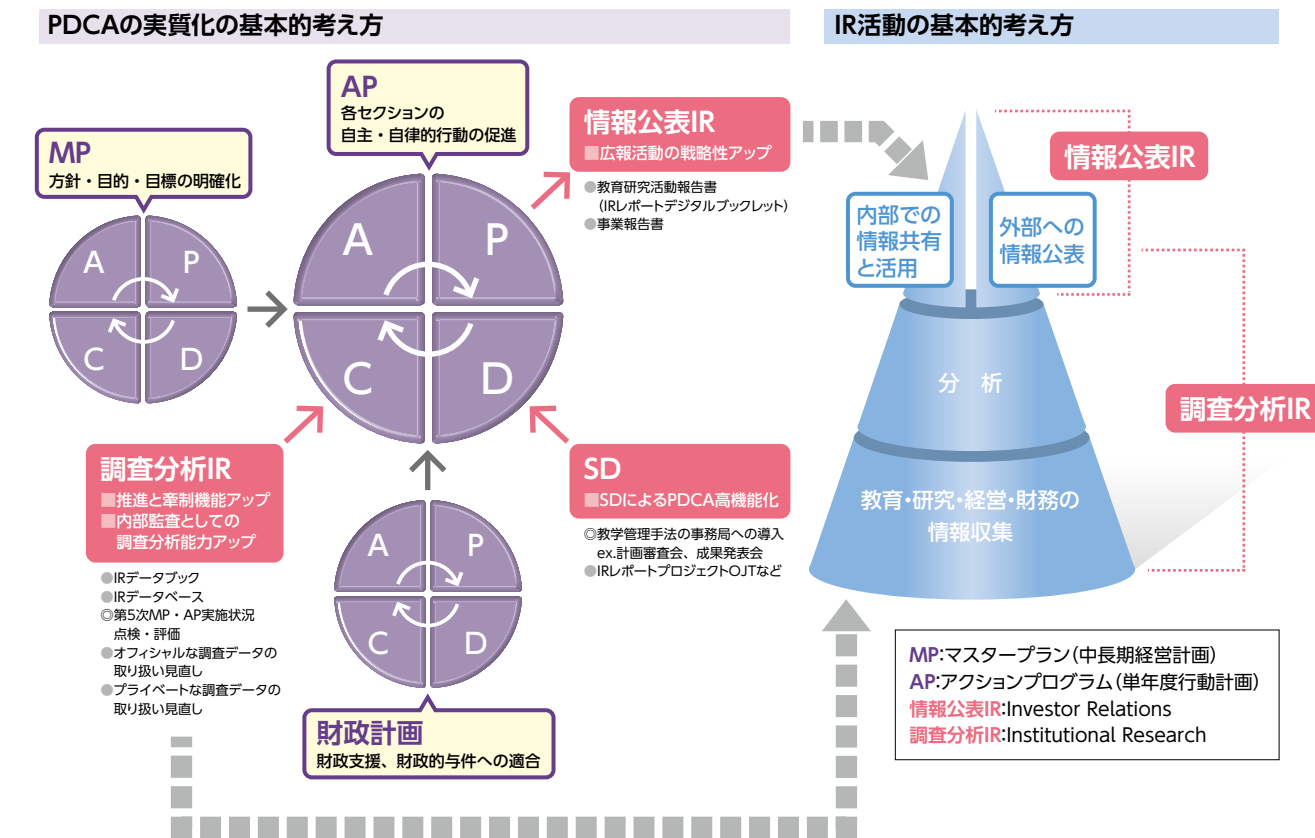 PDCAの実質化の基本的考え方
IR活動の基本的考え方
MP
方針・目的・目標の明確化
A
P
C
D
AP
各セクションの
自主・自律的行動の促進
A
P
C
D
情報公表IR
■広報活動の戦略性アップ
●教育研究活動報告書
（IRレポートデジタルブックレット）
●事業報告書
調査分析IR
■推進と牽制機能アップ
■内部監査としての
調査分析能力アップ
●IRデータブック
●IRデータベース
◎第5次MP・AP実施状況
点検・評価
●オフィシャルな調査データの
取り扱い見直し
●プライベートな調査データの
取り扱い見直し
SD
■SDによるPDCA高機能化
◎教学管理手法の事務局への導入
ex.計画審査会、成果発表会
●IRレポートプロジェクトOJTなど
A
P
C
D
財政計画
財政支援、財政的与件への適合
情報公表IR
内部での
情報共有
と活用
外部への
情報公表
分 析
調査分析IR
教育・研究・経営・財務の
情報収集
MP:マスタープラン（中長期経営計画）
AP:アクションプログラム（単年度行動計画）
情報公表IR:Investor Relations
調査分析IR:Institutional Research